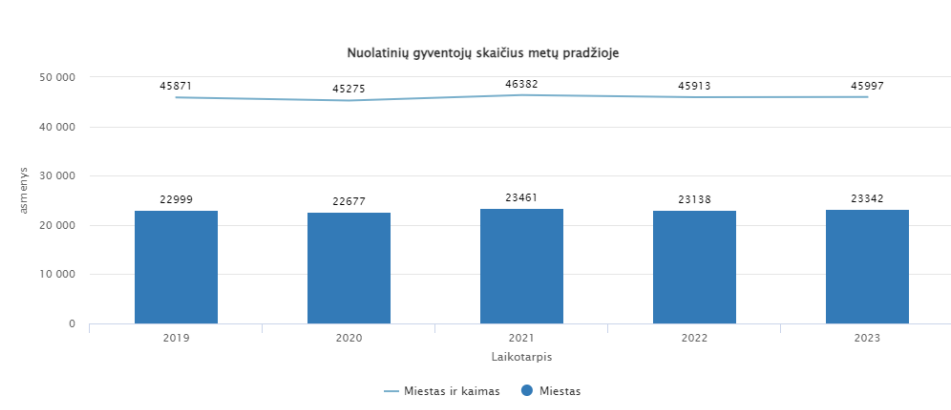 Nuolatinių gyventojų skaičius metų pradžioje
50 000
40 000
30 000
20 000
10 000
0
asmenys
45871 45275 46382 45913 45997
22999 22677 23461 23138 23342
2019 2020 2021 2022 2023
Laikotarpis
Miestas ir kaimas Miestas